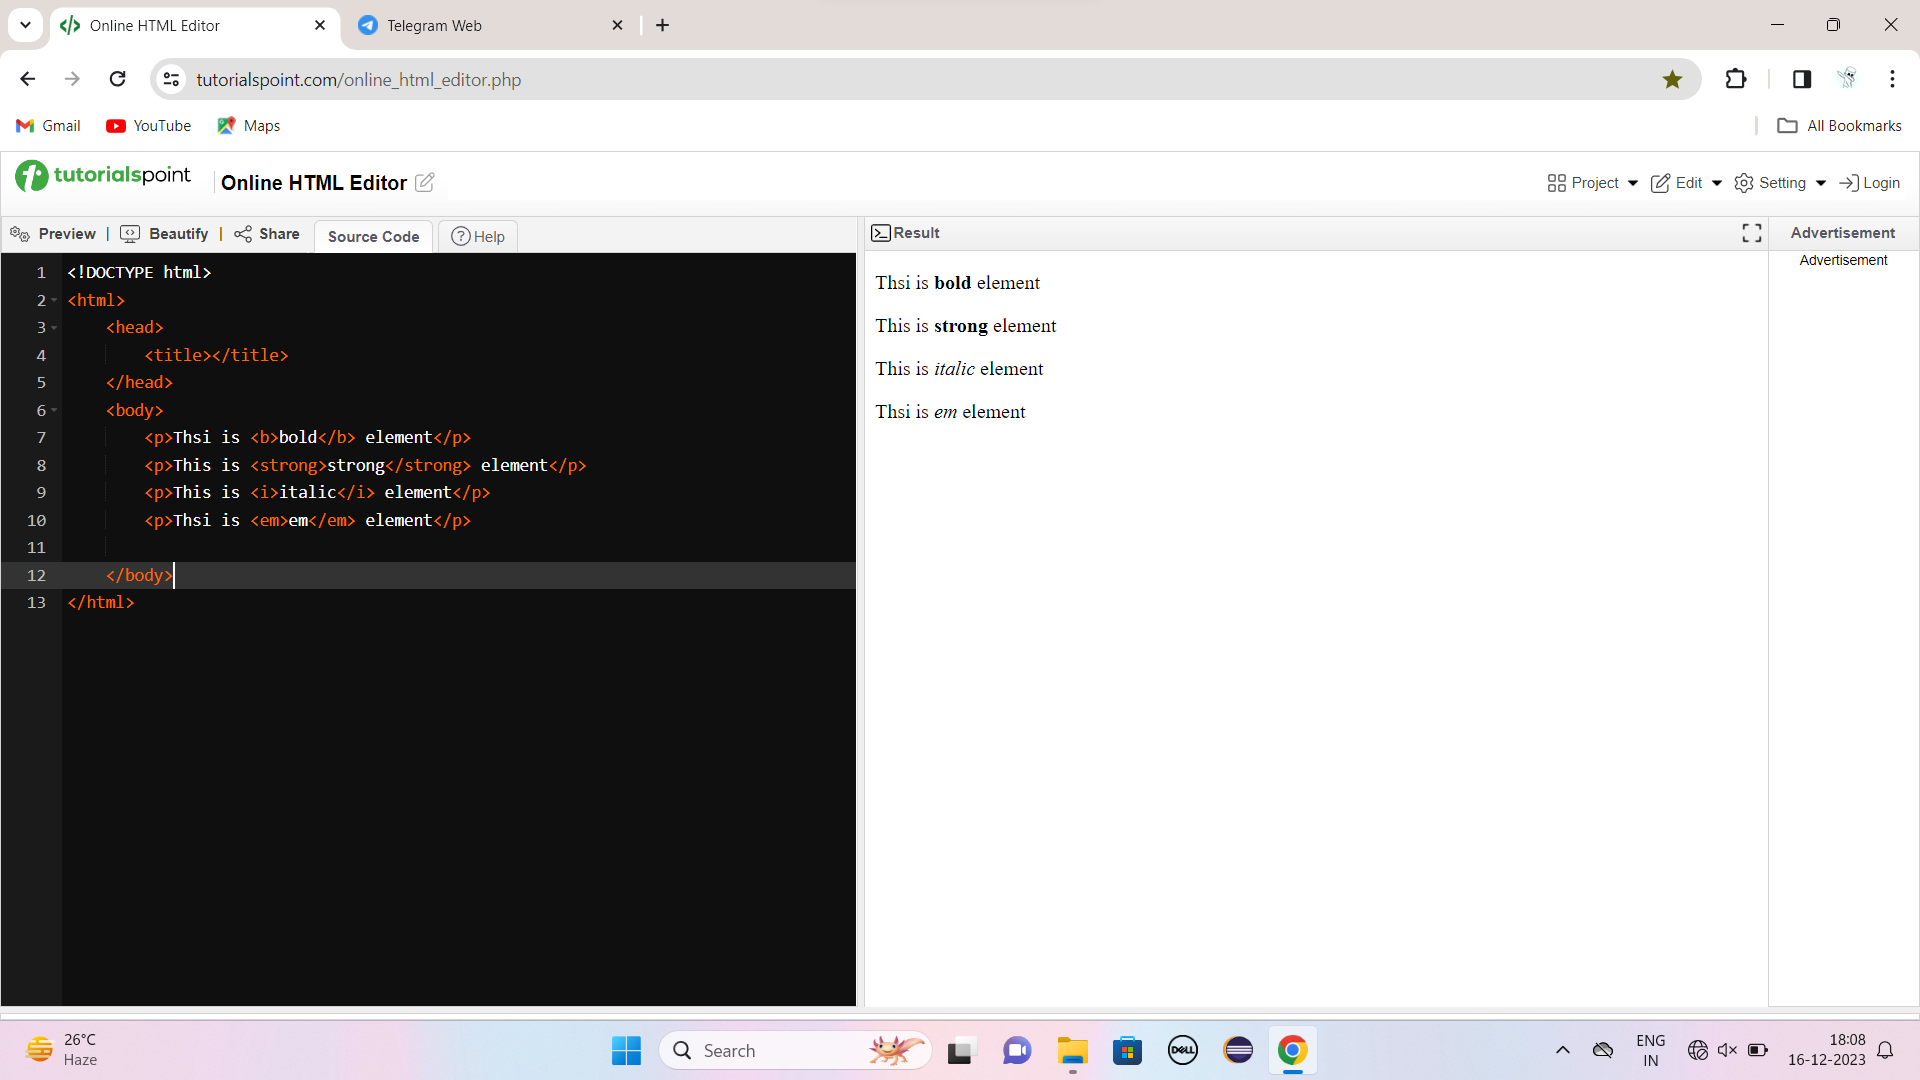 Online HTML Editor
Telegram Web
tutorialspoint.com/online_html_editor.php
Gmail
YouTube
Maps
All Bookmarks
tutorialspoint
Online HTML Editor
Project
Edit
Setting
Login
Preview | Beautify | Share
Source Code
Help
1 <!DOCTYPE html>
2 <html>
3 <head>
4 <title></title>
5 </head>
6 <body>
7 <p>Thsi is <b>bold</b> element</p>
8 <p>This is <strong>strong</strong> element</p>
9 <p>This is <i>italic</i> element</p>
10 <p>Thsi is <em>em</em> element</p>
11
12 </body>
13 </html>
Result
Thsi is bold element
This is strong element
This is italic element
Thsi is em element
Advertisement
Advertisement
26°C
Haze
Search
DELL
ENG
IN
18:08
16-12-2023